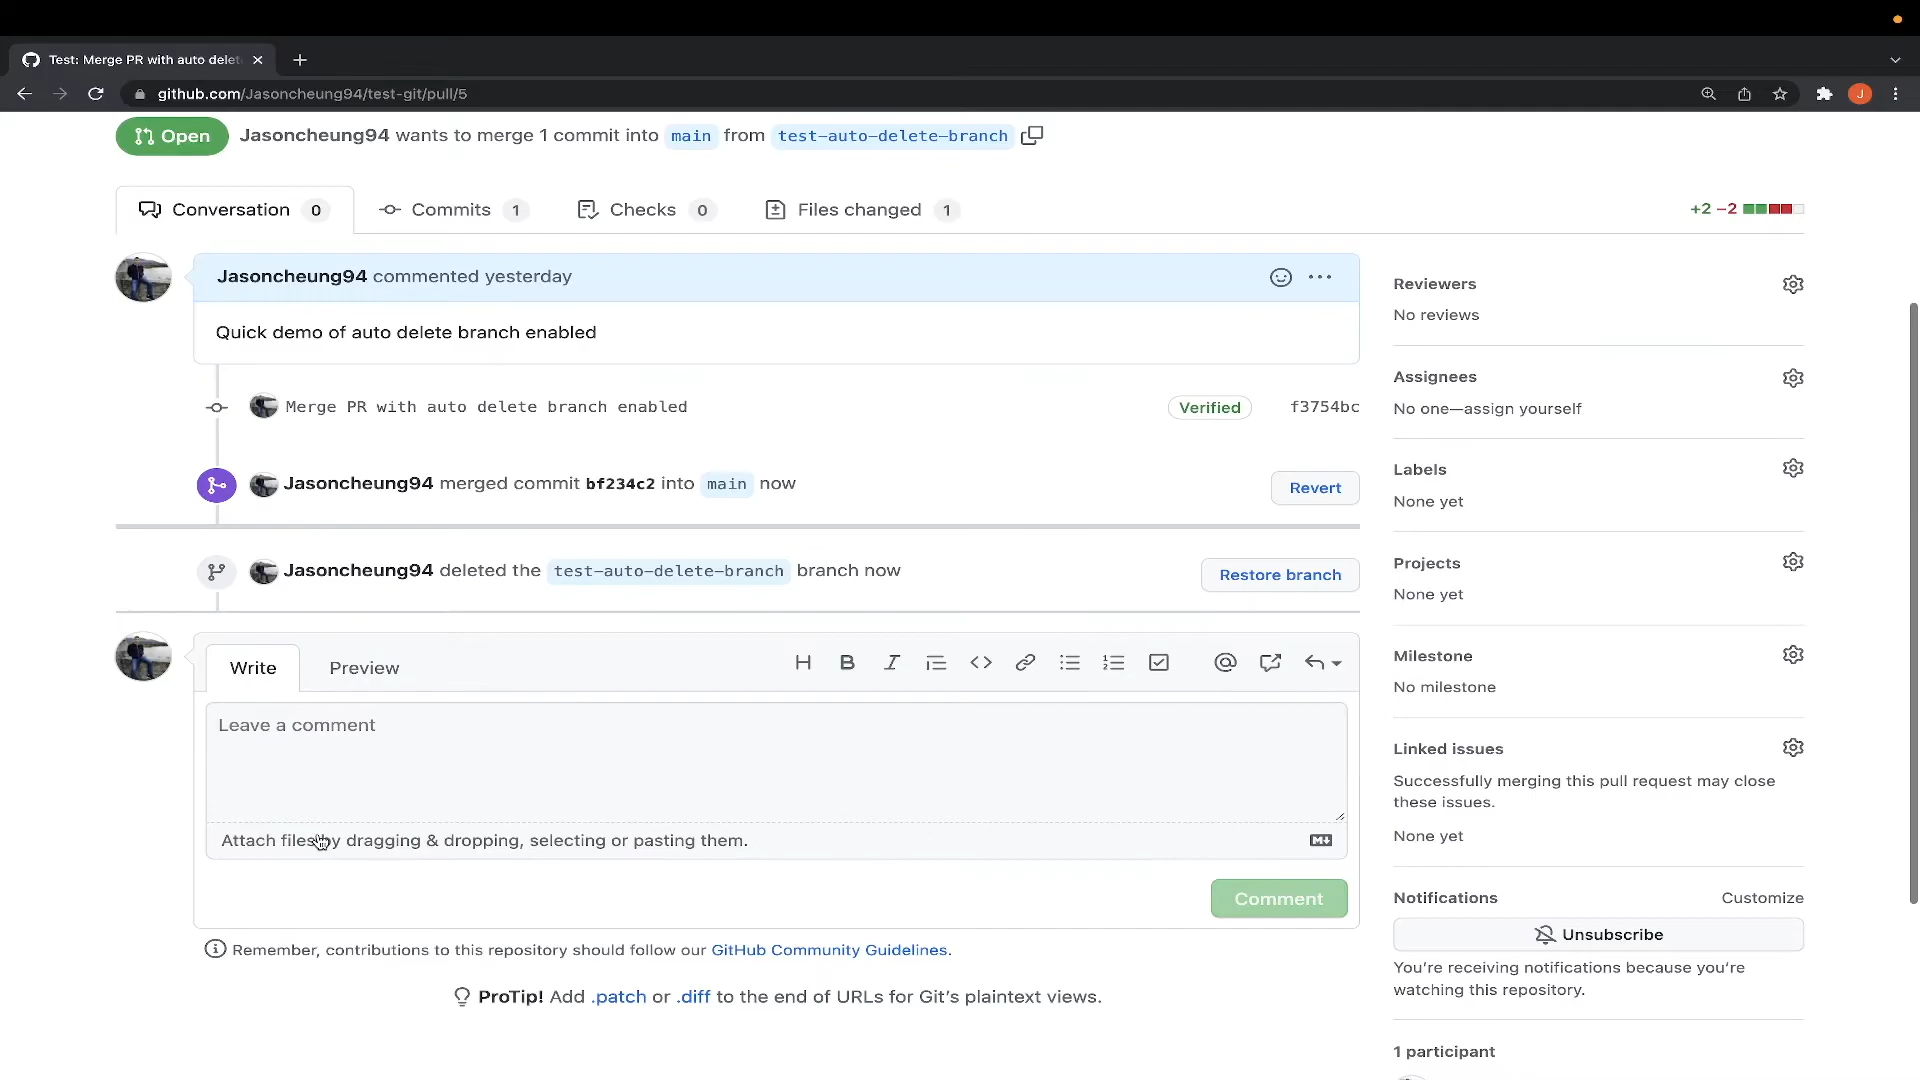 Test: Merge PR with auto delet
github.com/Jasoncheung94/test-git/pull/5
J
Open
Jasoncheung94 wants to merge 1 commit into main from test-auto-delete-branch
Conversation 0
Commits 1
Checks 0
Files changed 1
+2 −2
Jasoncheung94 commented yesterday
Quick demo of auto delete branch enabled
Merge PR with auto delete branch enabled
Verified
f3754bc
Jasoncheung94 merged commit bf234c2 into main now
Revert
Jasoncheung94 deleted the test-auto-delete-branch branch now
Restore branch
Write
Preview
H B I
Leave a comment
Attach files by dragging & dropping, selecting or pasting them.
Comment
Remember, contributions to this repository should follow our GitHub Community Guidelines.
ProTip! Add .patch or .diff to the end of URLs for Git's plaintext views.
Reviewers
No reviews
Assignees
No one—assign yourself
Labels
None yet
Projects
None yet
Milestone
No milestone
Linked issues
Successfully merging this pull request may close
these issues.
None yet
Notifications
Customize
Unsubscribe
You're receiving notifications because you're
watching this repository.
1 participant